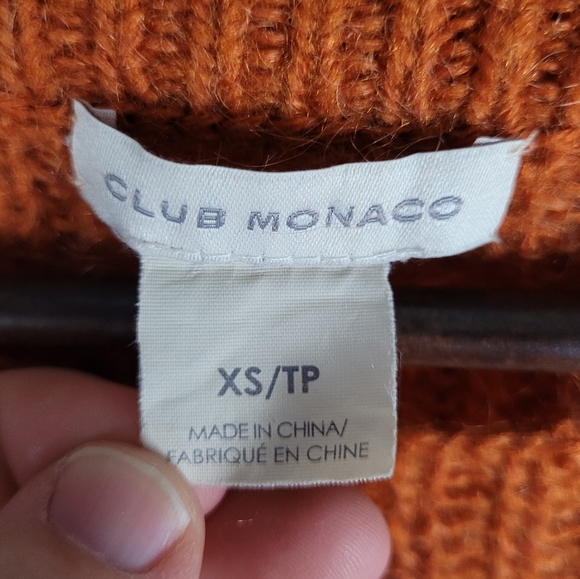 CLUB MONACO
XS/TP
MADE IN CHINA/
FABRIQUÉ EN CHINE